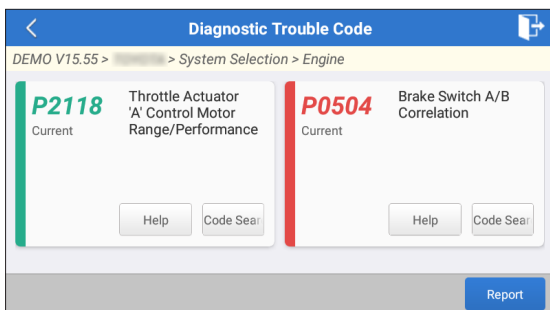 Diagnostic Trouble Code
DEMO V15.55 > > System Selection > Engine
P2118
Current
Throttle Actuator
'A' Control Motor
Range/Performance
Help
Code Sear
P0504
Current
Brake Switch A/B
Correlation
Help
Code Sear
Report